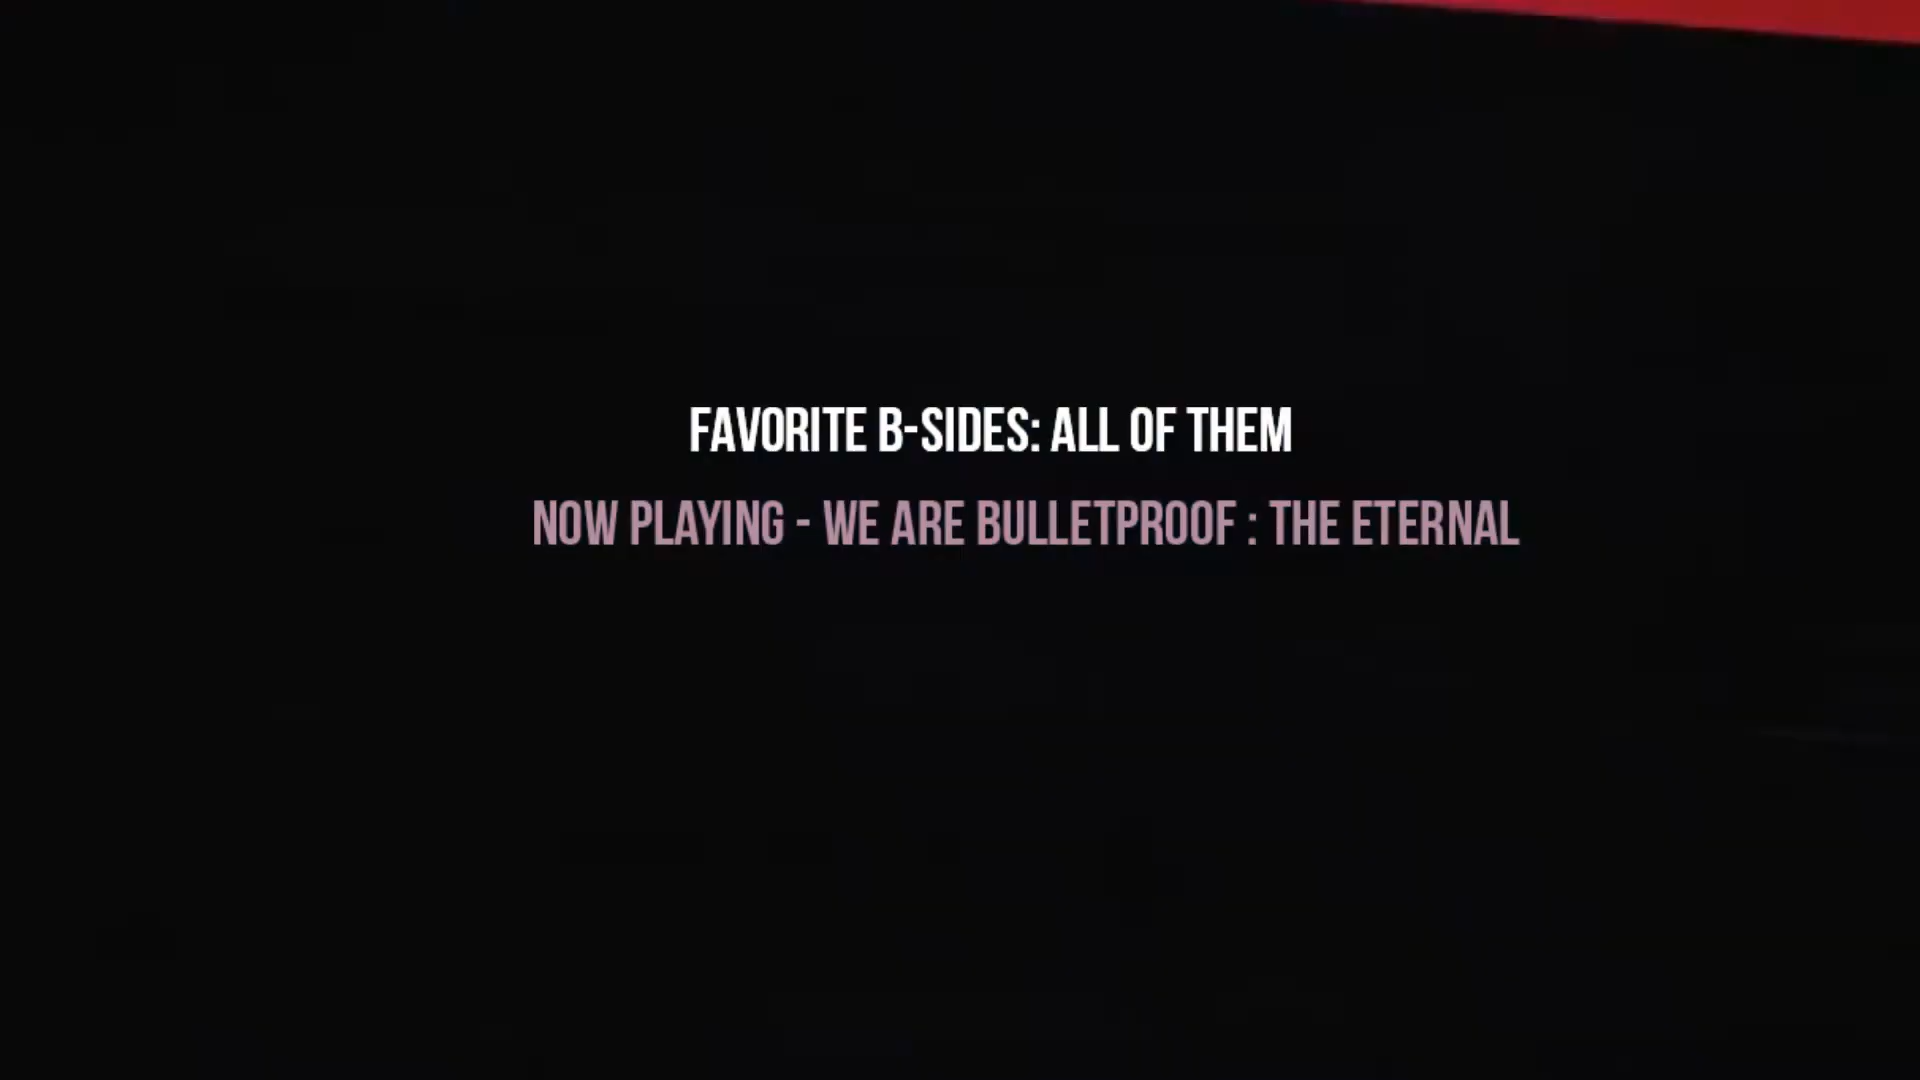 FAVORITE B-SIDES: ALL OF THEM
NOW PLAYING - WE ARE BULLETPROOF : THE ETERNAL